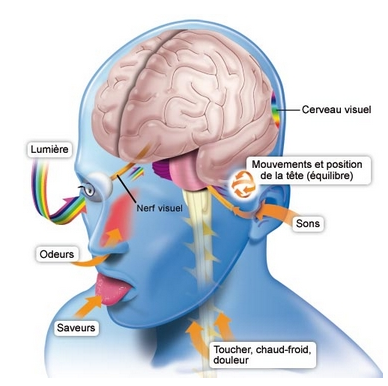 Cerveau visuel
Lumière
Mouvements et position
de la tête (équilibre)
Nerf visuel
Sons
Odeurs
Saveurs
Toucher, chaud-froid,
douleur